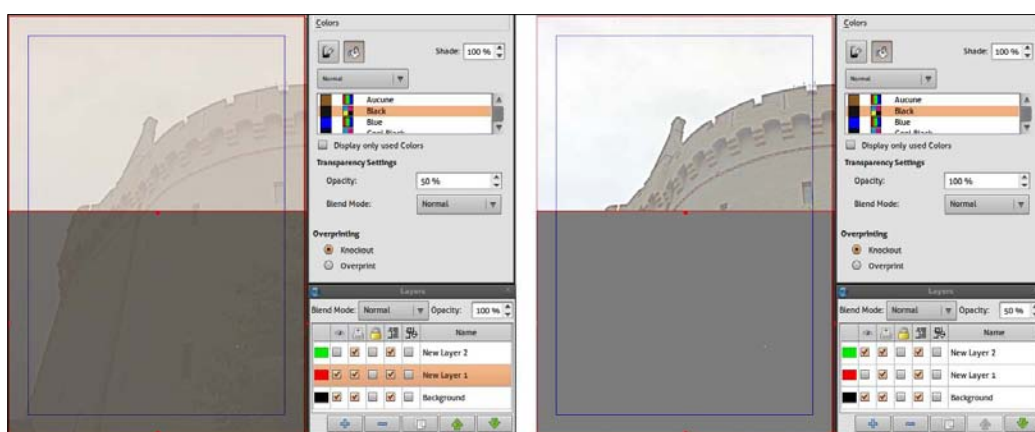 Colors
Shade: 100 %
Normal
Aucune
Black
Blue
Cool Black
Display only used Colors
Transparency Settings
Opacity: 50 %
Blend Mode: Normal
Overprinting
Knockout
Overprint
Layers
Blend Mode: Normal Opacity: 100 %
Name
New Layer 2
New Layer 1
Background
Colors
Shade: 100 %
Normal
Aucune
Black
Blue
Cool Black
Display only used Colors
Transparency Settings
Opacity: 100 %
Blend Mode: Normal
Overprinting
Knockout
Overprint
Layers
Blend Mode: Normal Opacity: 50 %
Name
New Layer 2
New Layer 1
Background